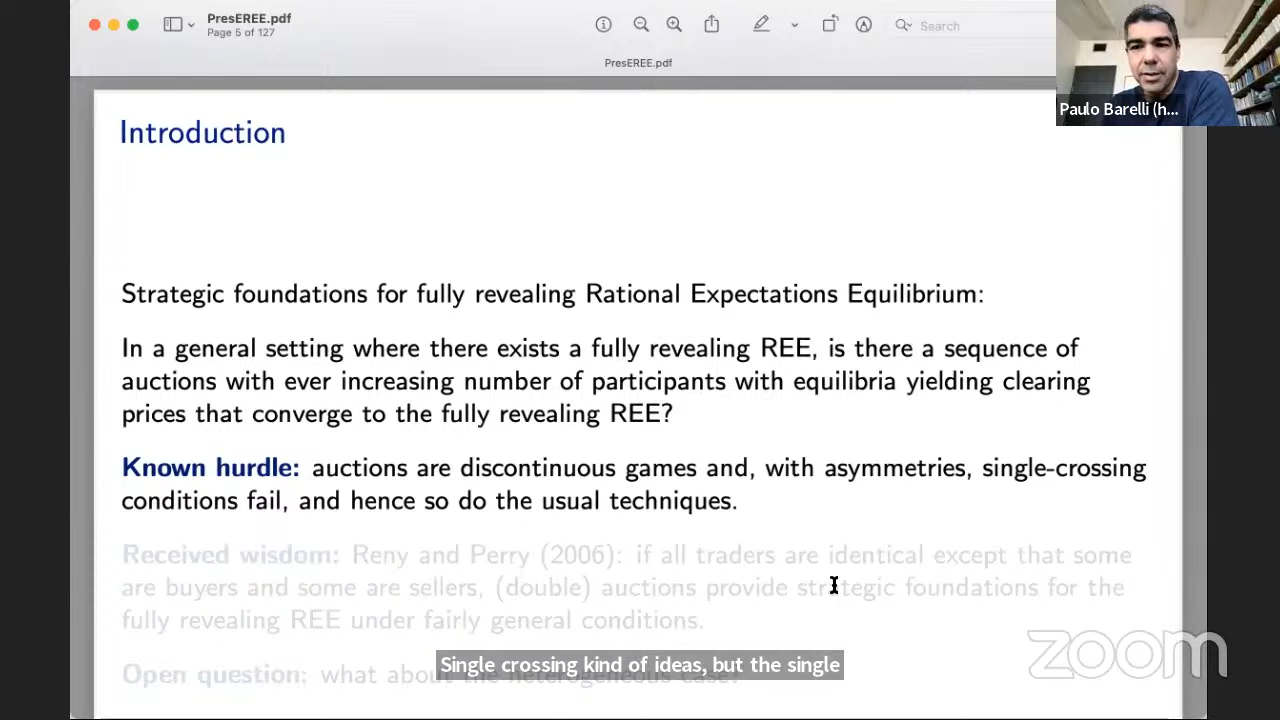 PresEREE.pdf
Page 5 of 127
Search
PresEREE.pdf
Paulo Barelli (h...
Introduction
Strategic foundations for fully revealing Rational Expectations Equilibrium:
In a general setting where there exists a fully revealing REE, is there a sequence of
auctions with ever increasing number of participants with equilibria yielding clearing
prices that converge to the fully revealing REE?
Known hurdle: auctions are discontinuous games and, with asymmetries, single-crossing
conditions fail, and hence so do the usual techniques.
Received wisdom: Reny and Perry (2006): if all traders are identical except that some
are buyers and some are sellers, (double) auctions provide strategic foundations for the
fully revealing REE under fairly general conditions.
Open question: what about the heterogeneous case?
Single crossing kind of ideas, but the single
zoom